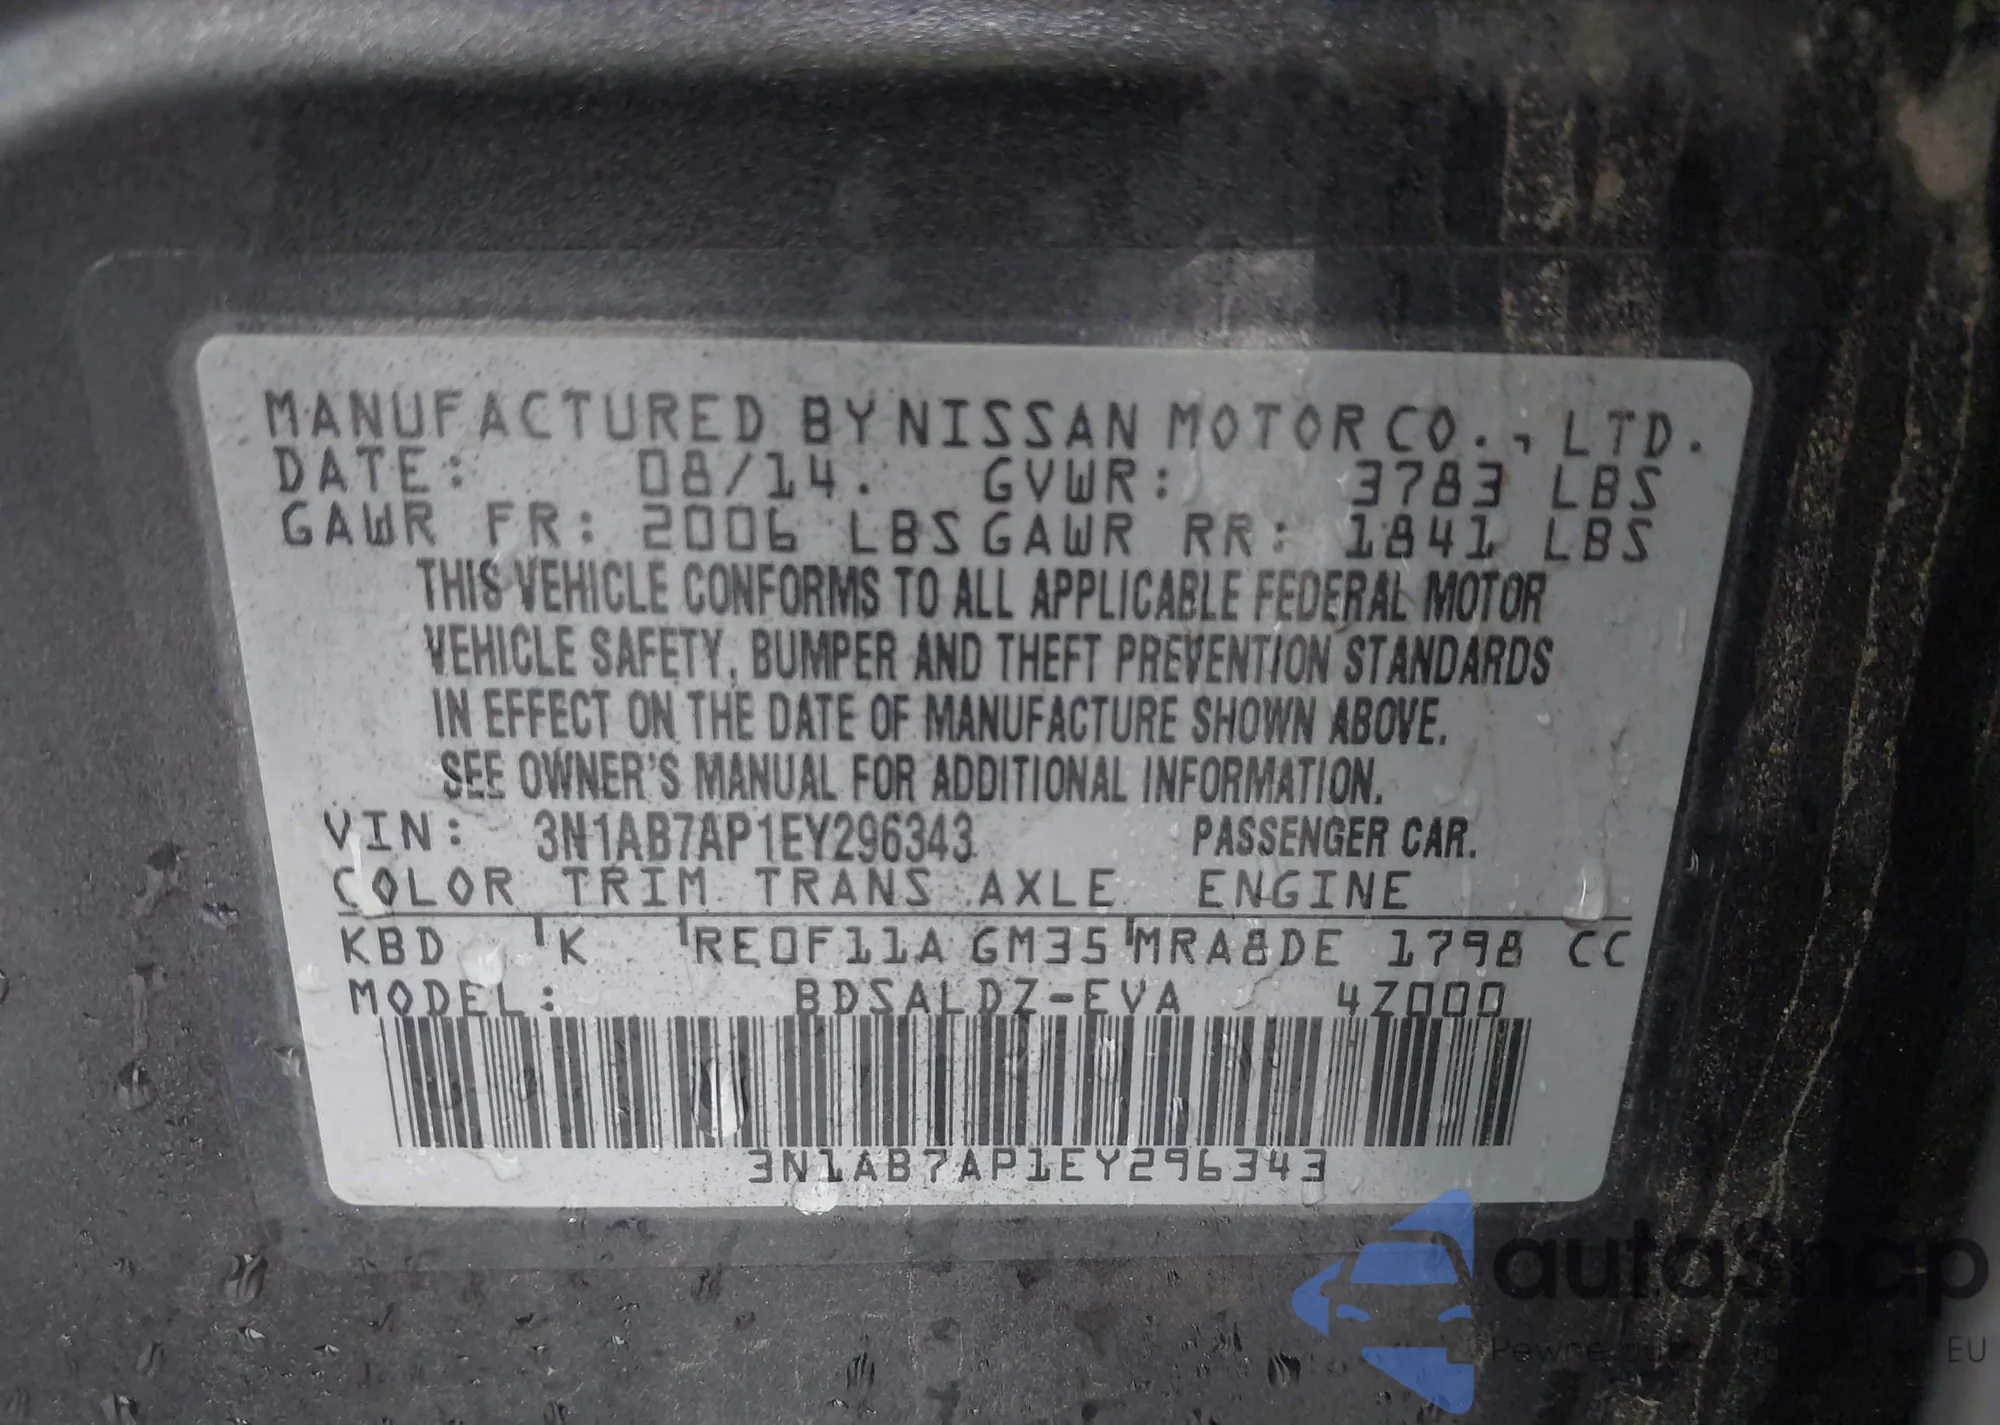 MANUFACTURED BY NISSAN MOTOR CO., LTD.
DATE: 08/14. GVWR: 3783 LBS
GAWR FR: 2006 LBS GAWR RR: 1841 LBS
THIS VEHICLE CONFORMS TO ALL APPLICABLE FEDERAL MOTOR
VEHICLE SAFETY, BUMPER AND THEFT PREVENTION STANDARDS
IN EFFECT ON THE DATE OF MANUFACTURE SHOWN ABOVE.
SEE OWNER'S MANUAL FOR ADDITIONAL INFORMATION.
VIN: 3N1AB7AP1EY296343 PASSENGER CAR.
COLOR TRIM TRANS AXLE ENGINE
KBD K RE0F11A GM35 MRA8DE 1798 CC
MODEL: BDSALDZ-EVA 4Z000
3N1AB7AP1EY296343
autoSnap
Pewne auto EU